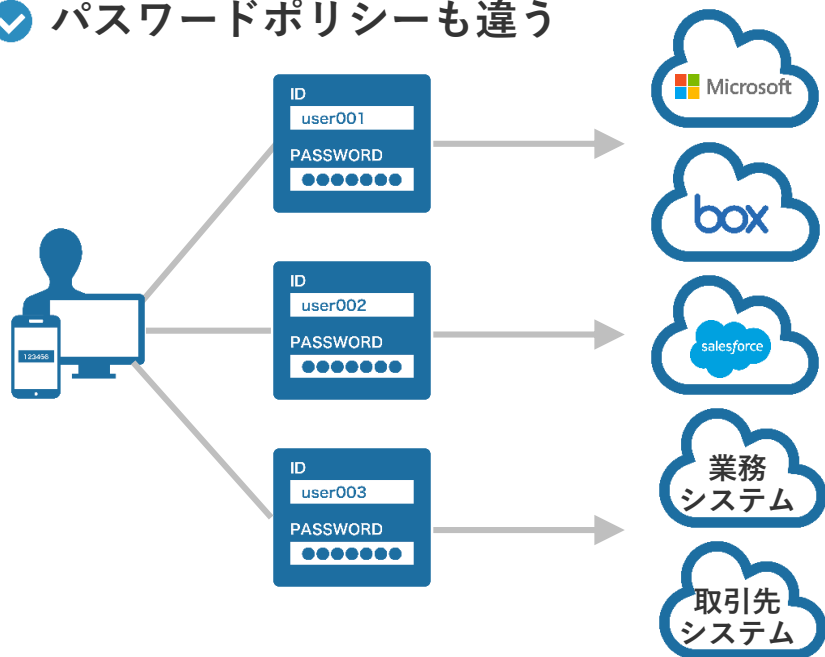 パスワードポリシーも違う
ID
user001
PASSWORD
Microsoft
box
ID
user002
PASSWORD
123456
salesforce
ID
user003
PASSWORD
業務
システム
取引先
システム